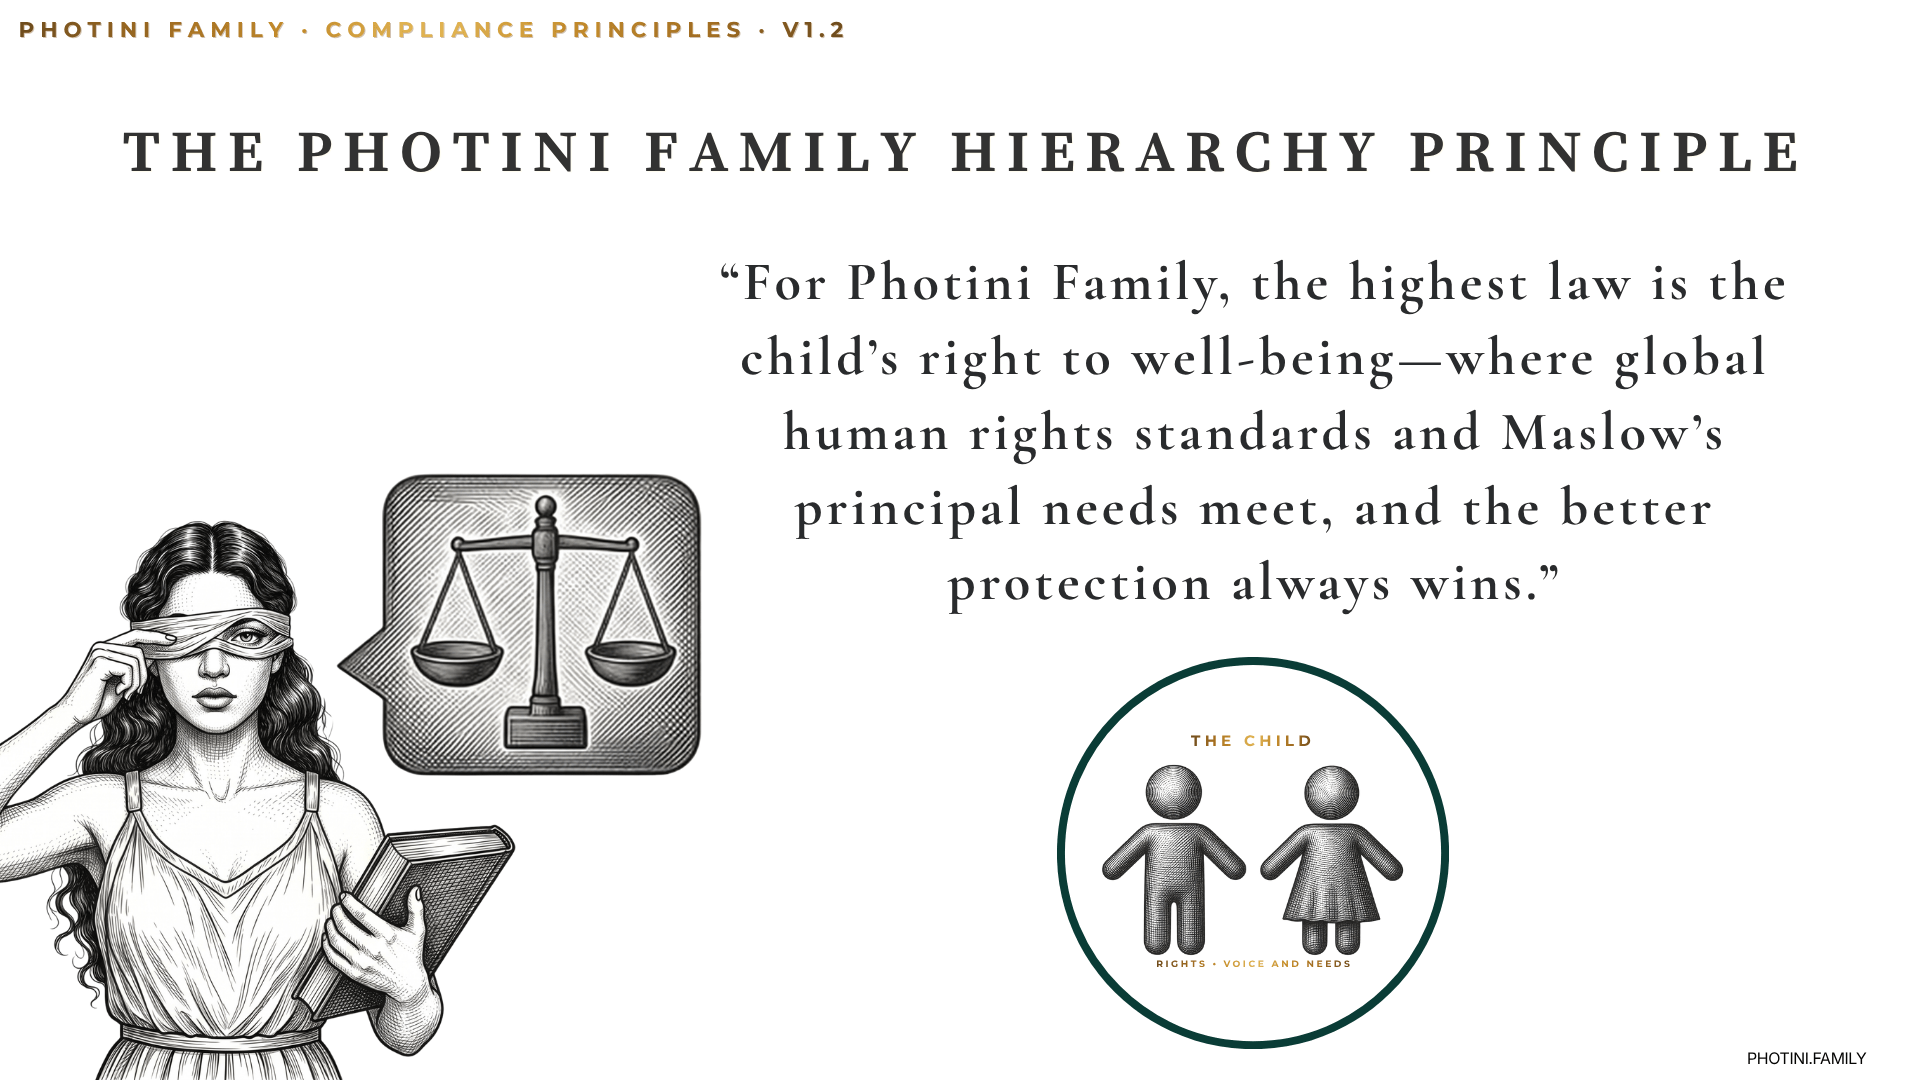 PHOTINI FAMILY · COMPLIANCE PRINCIPLES · V1.2
THE PHOTINI FAMILY HIERARCHY PRINCIPLE
“For Photini Family, the highest law is the
child’s right to well-being—where global
human rights standards and Maslow’s
principal needs meet, and the better
protection always wins.”
THE CHILD
RIGHTS • VOICE AND NEEDS
PHOTINI.FAMILY